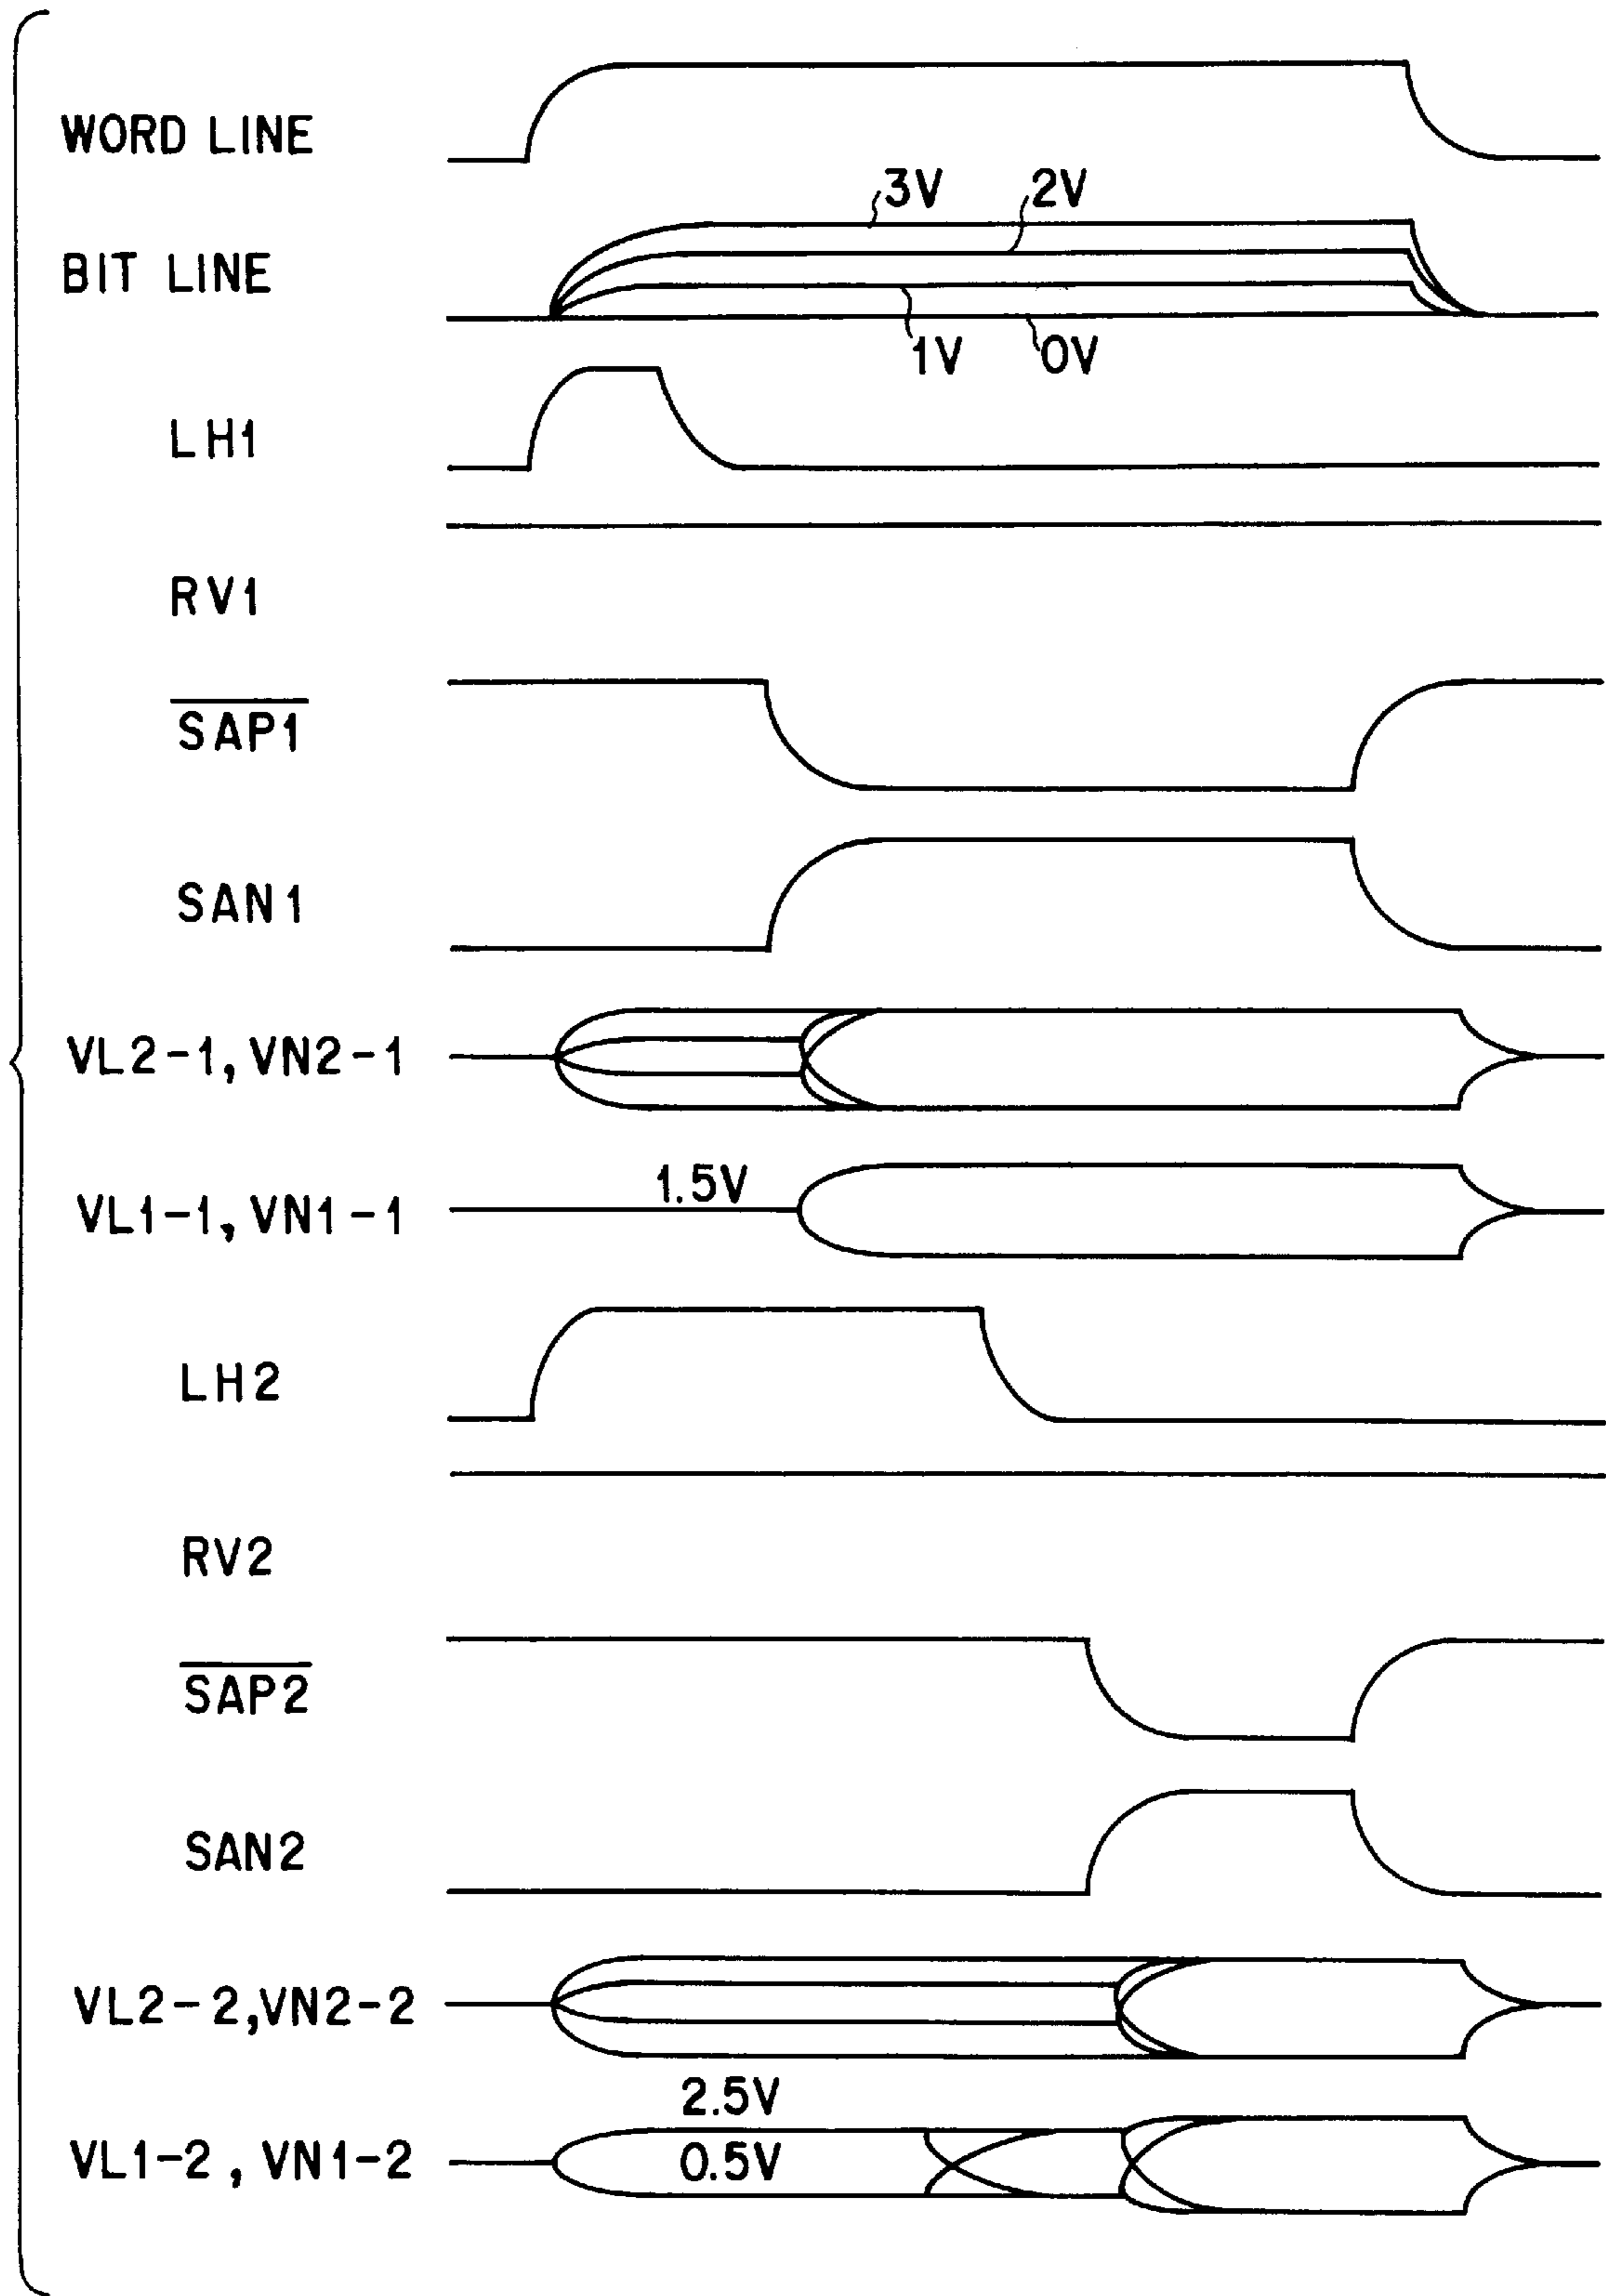 WORD LINE
3V 2V
BIT LINE
1V 0V
LH1
RV1
SAP1
SAN1
VL2-1, VN2-1
1.5V
VL1-1, VN1-1
LH2
RV2
SAP2
SAN2
VL2-2, VN2-2
2.5V
VL1-2, VN1-2 0.5V